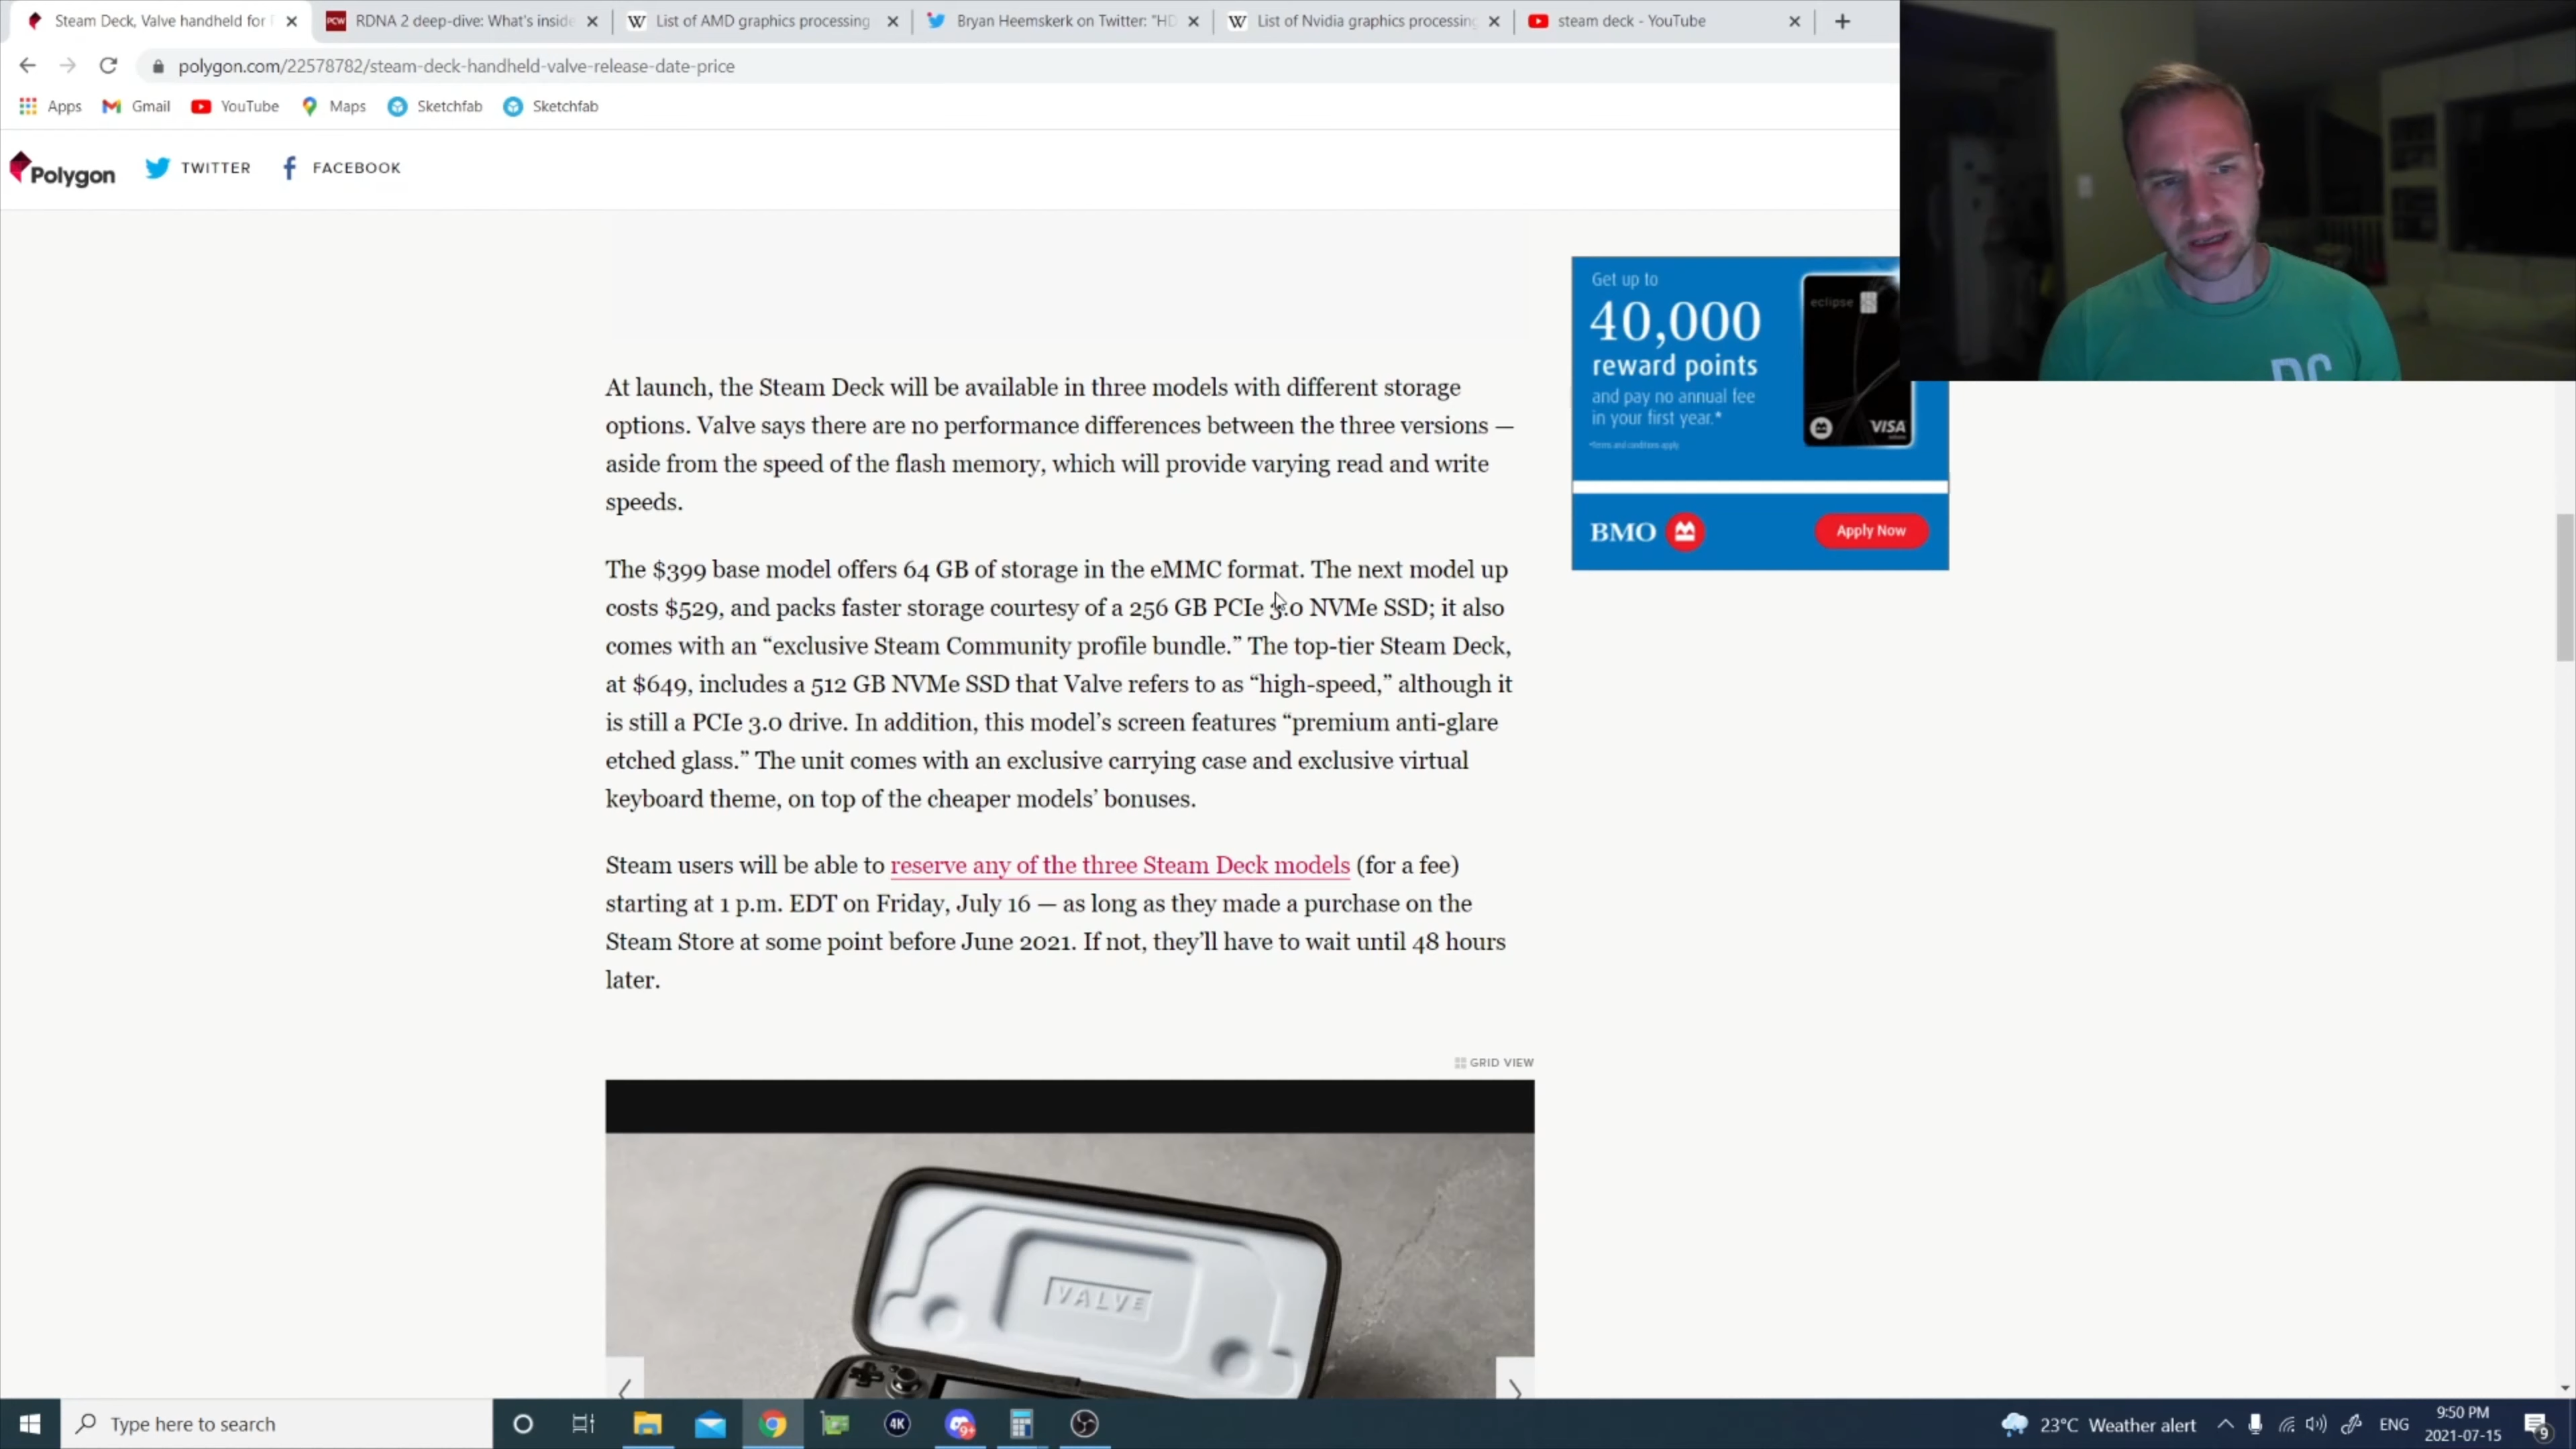 Steam Deck, Valve handheld for
RDNA 2 deep-dive: What's inside
List of AMD graphics processing
Bryan Heemskerk on Twitter: "HD
List of Nvidia graphics processing
steam deck - YouTube
polygon.com/22578782/steam-deck-handheld-valve-release-date-price
Apps
Gmail
YouTube
Maps
Sketchfab
Sketchfab
Polygon
TWITTER
FACEBOOK
At launch, the Steam Deck will be available in three models with different storage
options. Valve says there are no performance differences between the three versions —
aside from the speed of the flash memory, which will provide varying read and write
speeds.
The $399 base model offers 64 GB of storage in the eMMC format. The next model up
costs $529, and packs faster storage courtesy of a 256 GB PCIe 3.0 NVMe SSD; it also
comes with an “exclusive Steam Community profile bundle.” The top-tier Steam Deck,
at $649, includes a 512 GB NVMe SSD that Valve refers to as “high-speed,” although it
is still a PCIe 3.0 drive. In addition, this model’s screen features “premium anti-glare
etched glass.” The unit comes with an exclusive carrying case and exclusive virtual
keyboard theme, on top of the cheaper models’ bonuses.
Steam users will be able to reserve any of the three Steam Deck models (for a fee)
starting at 1 p.m. EDT on Friday, July 16 — as long as they made a purchase on the
Steam Store at some point before June 2021. If not, they’ll have to wait until 48 hours
later.
GRID VIEW
VALVE
Get up to
40,000
reward points
and pay no annual fee
in your first year.*
*Terms and conditions apply
eclipse
VISA
BMO
Apply Now
PCW
DC
Type here to search
4K
9+
23°C Weather alert
ENG
9:50 PM
2021-07-15
9